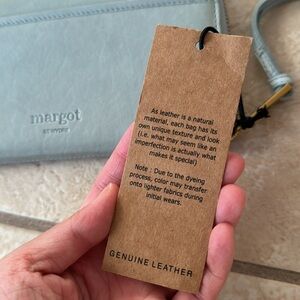 margot
NEW YORK
As leather is a natural
material, each bag has its
own unique texture and look
(i.e. what may seem like an
imperfection is actually what
makes it special)
Note : Due to the dyeing
process, color may transfer
onto lighter fabrics during
initial wears.
GENUINE LEATHER